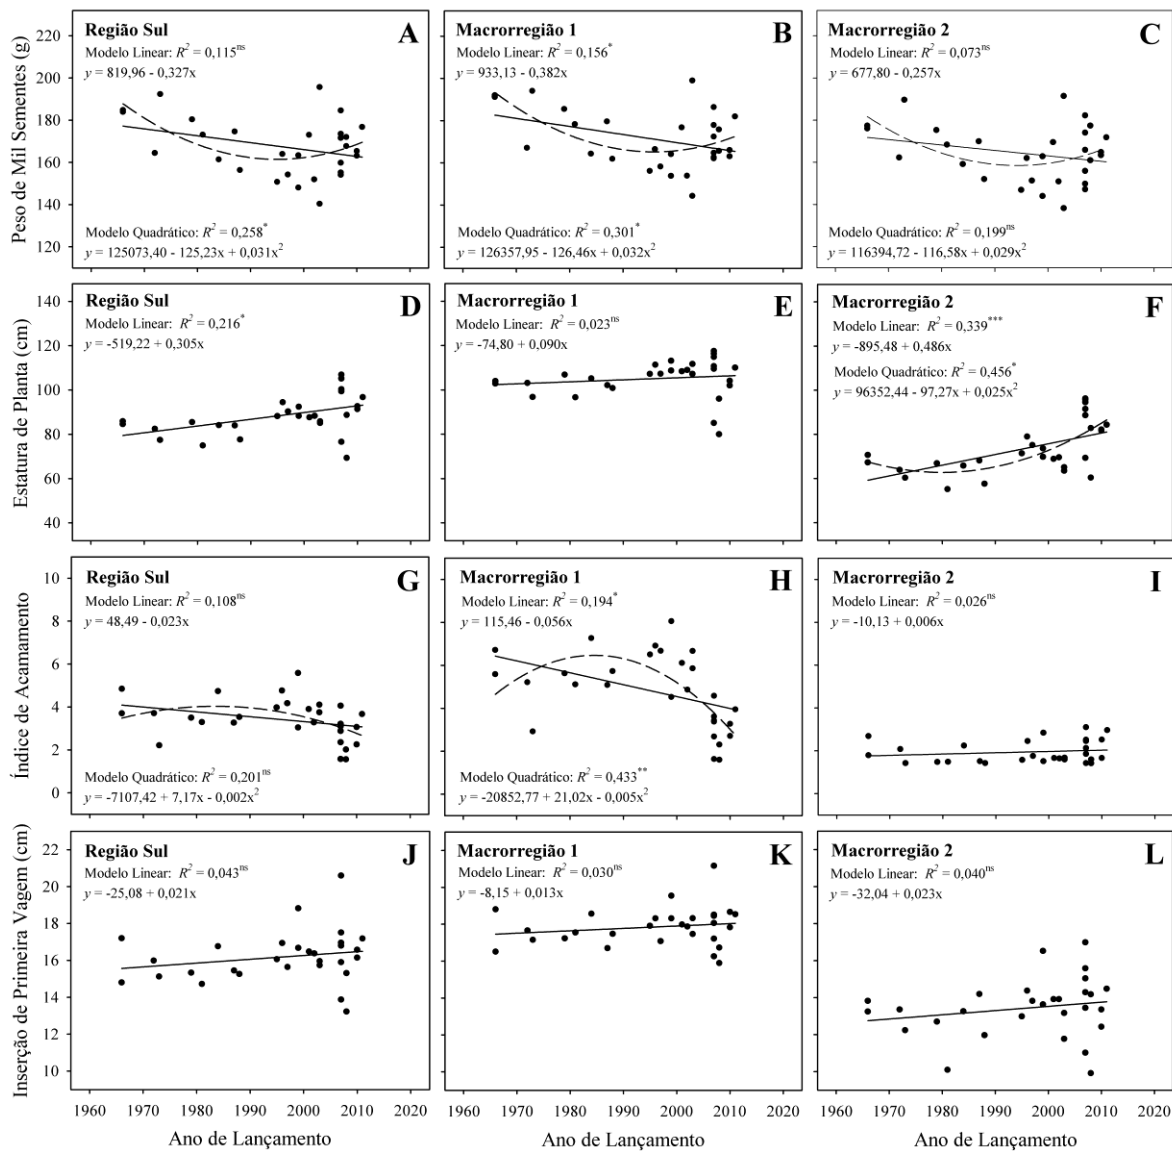 Peso de Mil Sementes (g)
220
200
180
160
140
120
Região Sul
A
Modelo Linear: R² = 0,115ns
y = 819,96 - 0,327x
Modelo Quadrático: R² = 0,258*
y = 125073,40 - 125,23x + 0,031x²
Macrorregião 1
B
Modelo Linear: R² = 0,156*
y = 933,13 - 0,382x
Modelo Quadrático: R² = 0,301*
y = 126357,95 - 126,46x + 0,032x²
Macrorregião 2
C
Modelo Linear: R² = 0,073ns
y = 677,80 - 0,257x
Modelo Quadrático: R² = 0,199ns
y = 116394,72 - 116,58x + 0,029x²
Estatura de Planta (cm)
140
120
100
80
60
40
Região Sul
D
Modelo Linear: R² = 0,216*
y = -519,22 + 0,305x
Macrorregião 1
E
Modelo Linear: R² = 0,023ns
y = -74,80 + 0,090x
Macrorregião 2
F
Modelo Linear: R² = 0,339***
y = -895,48 + 0,486x
Modelo Quadrático: R² = 0,456*
y = 96352,44 - 97,27x + 0,025x²
Índice de Acamamento
10
8
6
4
2
0
Região Sul
G
Modelo Linear: R² = 0,108ns
y = 48,49 - 0,023x
Modelo Quadrático: R² = 0,201ns
y = -7107,42 + 7,17x - 0,002x²
Macrorregião 1
H
Modelo Linear: R² = 0,194*
y = 115,46 - 0,056x
Modelo Quadrático: R² = 0,433**
y = -20852,77 + 21,02x - 0,005x²
Macrorregião 2
I
Modelo Linear: R² = 0,026ns
y = -10,13 + 0,006x
Inserção de Primeira Vagem (cm)
22
20
18
16
14
12
10
Região Sul
J
Modelo Linear: R² = 0,043ns
y = -25,08 + 0,021x
Macrorregião 1
K
Modelo Linear: R² = 0,030ns
y = -8,15 + 0,013x
Macrorregião 2
L
Modelo Linear: R² = 0,040ns
y = -32,04 + 0,023x
1960 1970 1980 1990 2000 2010 2020
1960 1970 1980 1990 2000 2010 2020
1960 1970 1980 1990 2000 2010 2020
Ano de Lançamento
Ano de Lançamento
Ano de Lançamento